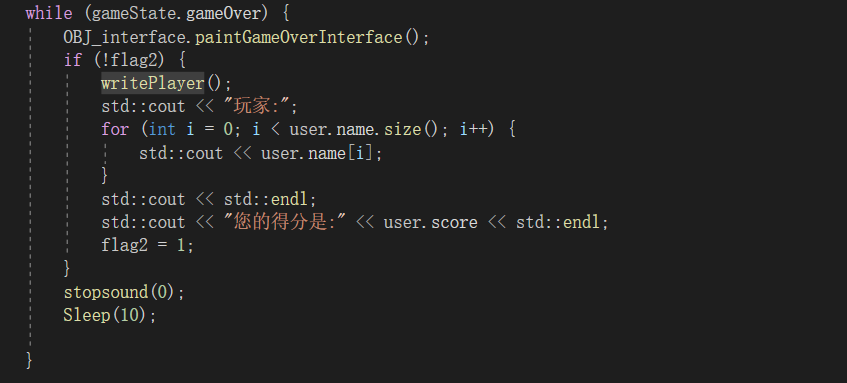 while (gameState.gameOver) {
    OBJ_interface.paintGameOverInterface();
    if (!flag2) {
        writePlayer();
        std::cout << "玩家:";
        for (int i = 0; i < user.name.size(); i++) {
            std::cout << user.name[i];
        }
        std::cout << std::endl;
        std::cout << "您的得分是:" << user.score << std::endl;
        flag2 = 1;
    }
    stopsound(0);
    Sleep(10);
}